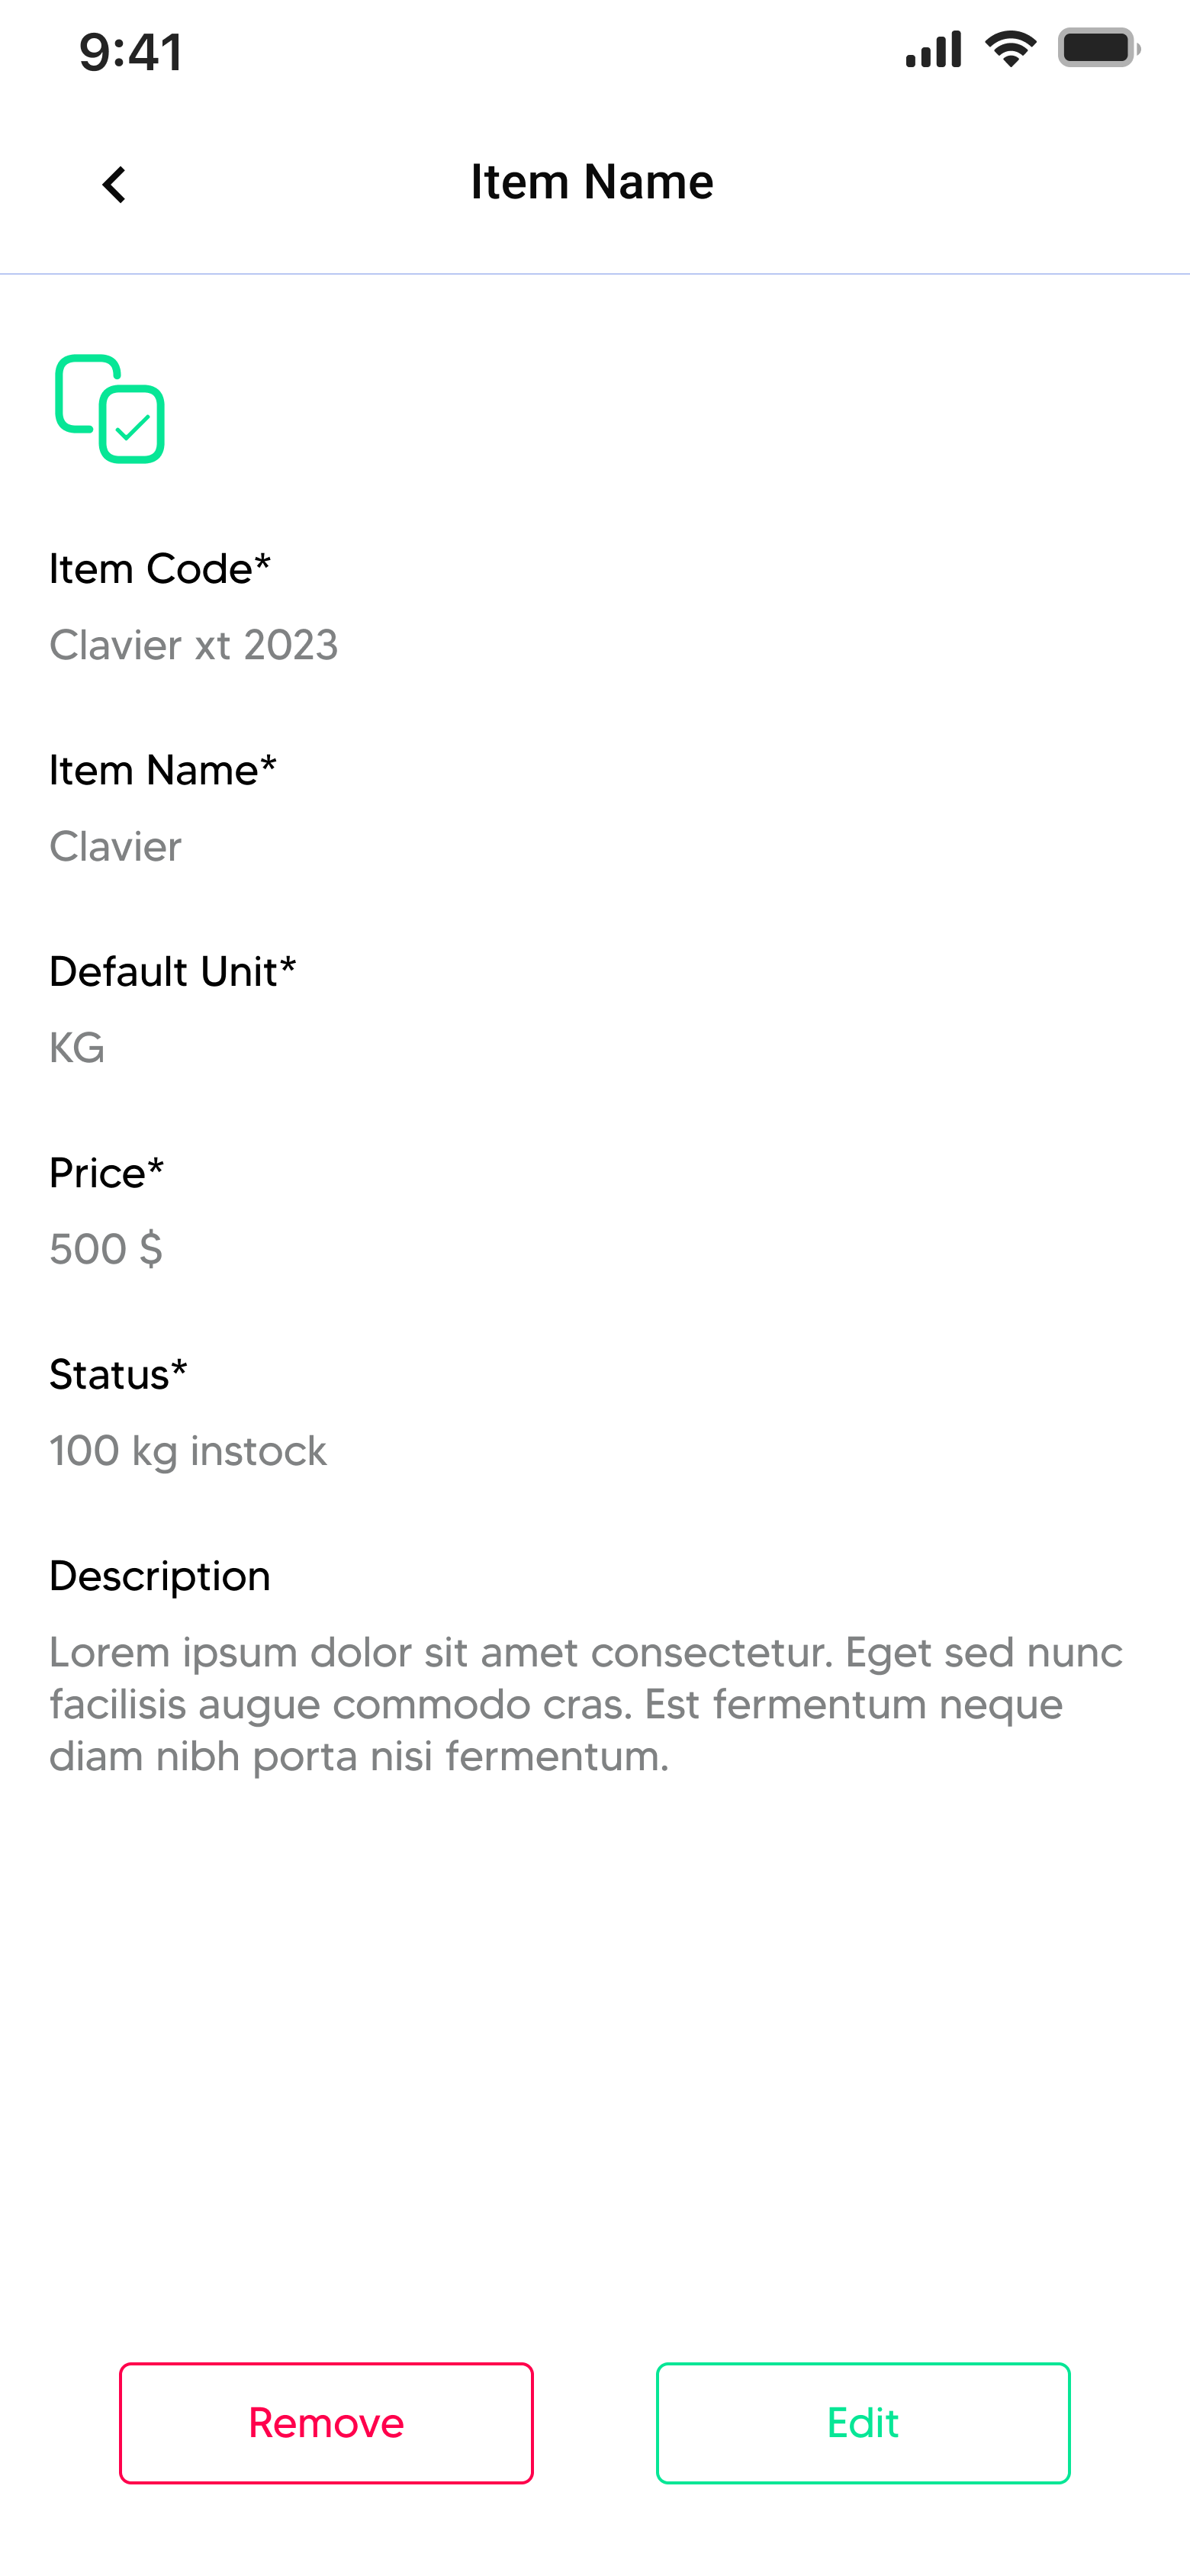 9:41
Item Name
Item Code*
Clavier xt 2023
Item Name*
Clavier
Default Unit*
KG
Price*
500 $
Status*
100 kg instock
Description
Lorem ipsum dolor sit amet consectetur. Eget sed nunc
facilisis augue commodo cras. Est fermentum neque
diam nibh porta nisi fermentum.
Remove
Edit